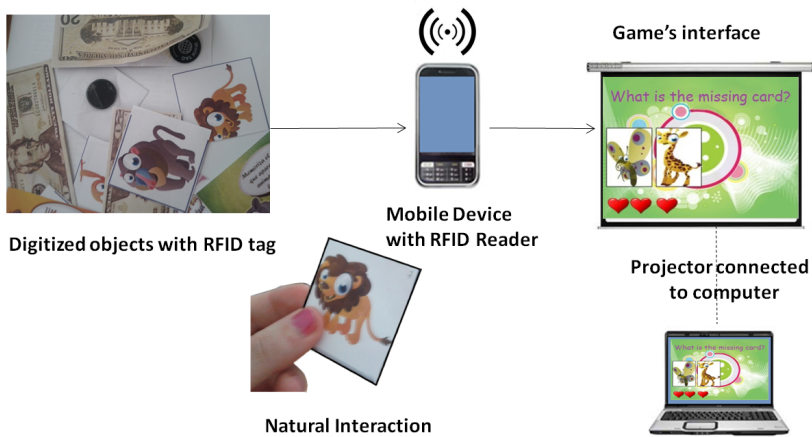 20
Game's interface
What is the missing card?
Digitized objects with RFID tag
Mobile Device
with RFID Reader
Projector connected
to computer
What is the missing card?
Natural Interaction